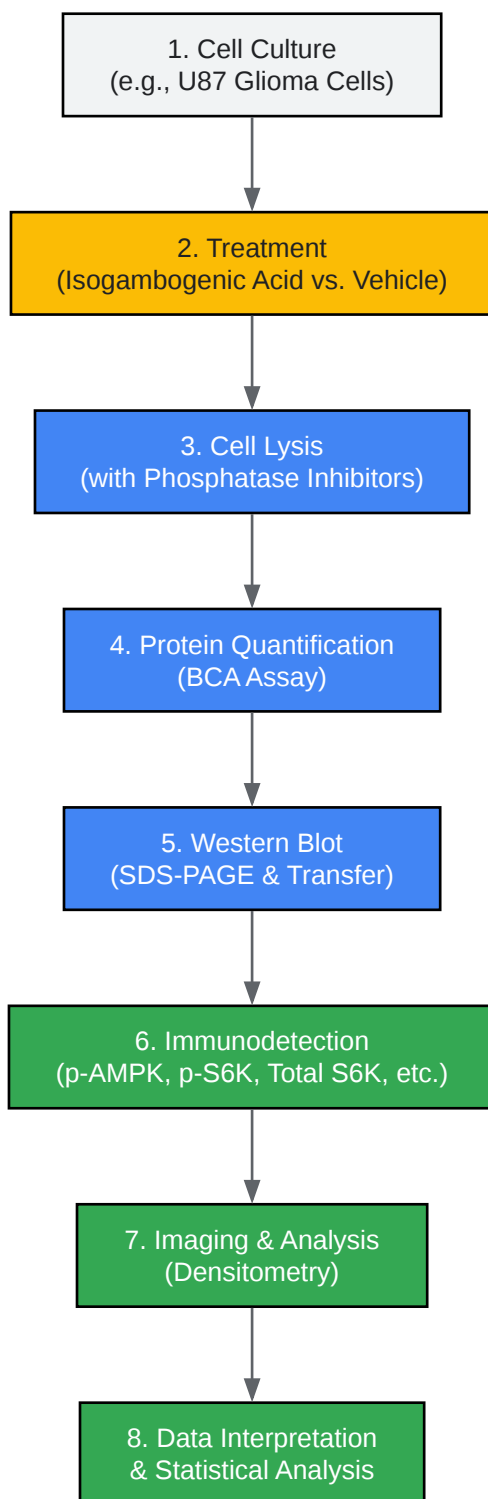 1. Cell Culture
(e.g., U87 Glioma Cells)
2. Treatment
(Isogambogenic Acid vs. Vehicle)
3. Cell Lysis
(with Phosphatase Inhibitors)
4. Protein Quantification
(BCA Assay)
5. Western Blot
(SDS-PAGE & Transfer)
6. Immunodetection
(p-AMPK, p-S6K, Total S6K, etc.)
7. Imaging & Analysis
(Densitometry)
8. Data Interpretation
& Statistical Analysis